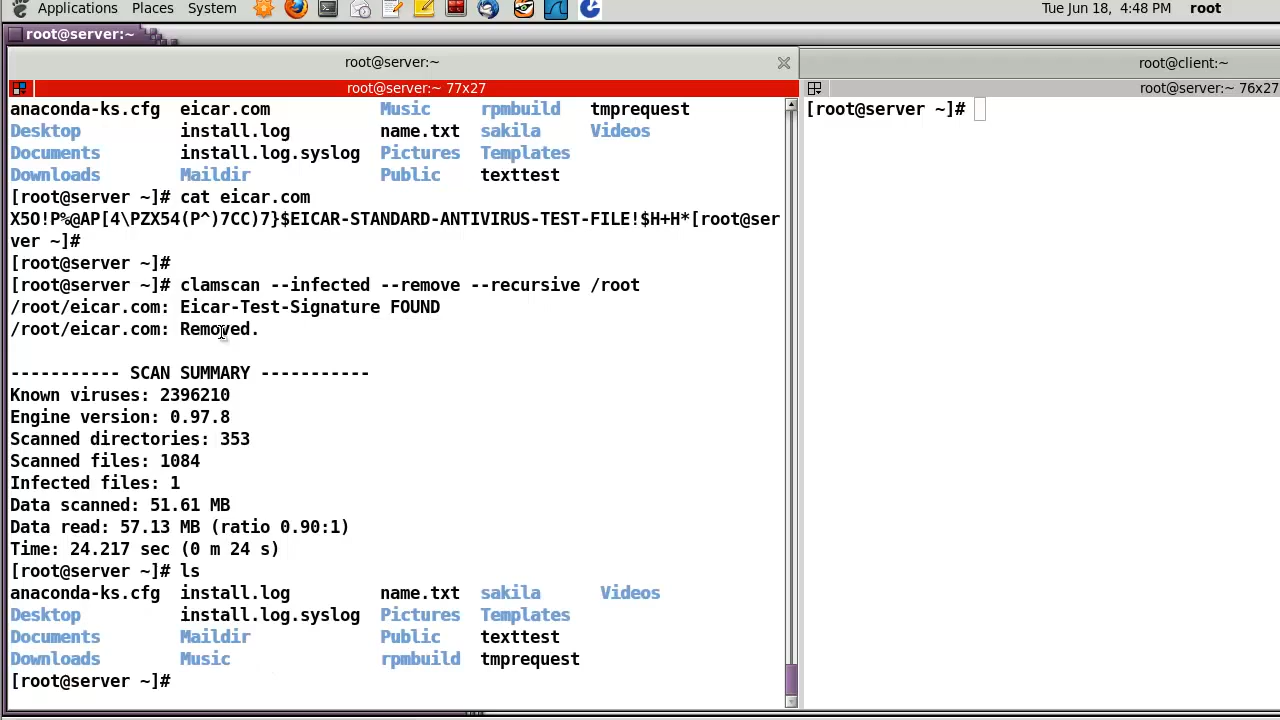 Applications Places System Tue Jun 18, 4:48 PM root
root@server:~
root@server:~ root@client:~
root@server:~ 77x27 root@server:~ 76x27
anaconda-ks.cfg eicar.com Music rpmbuild tmprequest
Desktop install.log name.txt sakila Videos
Documents install.log.syslog Pictures Templates
Downloads Maildir Public texttest
[root@server ~]# cat eicar.com
X5O!P%@AP[4\PZX54(P^)7CC)7}$EICAR-STANDARD-ANTIVIRUS-TEST-FILE!$H+H*[root@ser
ver ~]#
[root@server ~]#
[root@server ~]# clamscan --infected --remove --recursive /root
/root/eicar.com: Eicar-Test-Signature FOUND
/root/eicar.com: Removed.
----------- SCAN SUMMARY -----------
Known viruses: 2396210
Engine version: 0.97.8
Scanned directories: 353
Scanned files: 1084
Infected files: 1
Data scanned: 51.61 MB
Data read: 57.13 MB (ratio 0.90:1)
Time: 24.217 sec (0 m 24 s)
[root@server ~]# ls
anaconda-ks.cfg install.log name.txt sakila Videos
Desktop install.log.syslog Pictures Templates
Documents Maildir Public texttest
Downloads Music rpmbuild tmprequest
[root@server ~]#
[root@server ~]#